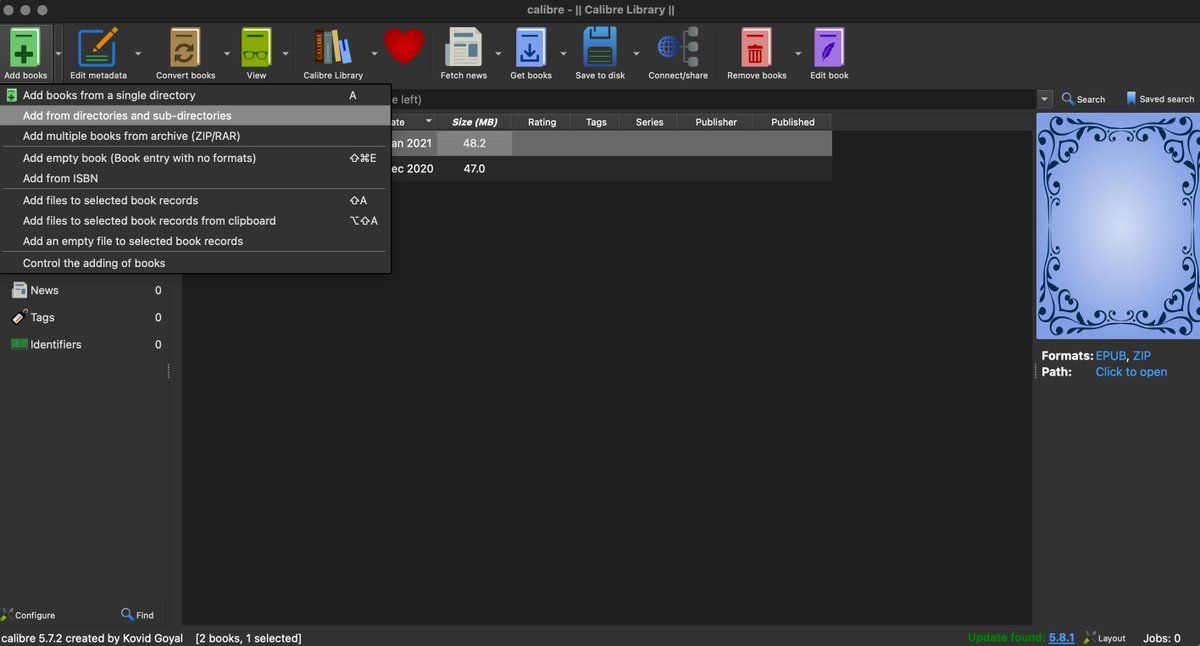 calibre - || Calibre Library ||
Add books
Edit metadata
Convert books
View
CALIBRE
Calibre Library
Fetch news
Get books
Save to disk
Connect/share
Remove books
Edit book
Add books from a single directory A
Add from directories and sub-directories
Add multiple books from archive (ZIP/RAR)
Add empty book (Book entry with no formats) ⇧⌘E
Add from ISBN
Add files to selected book records ⇧A
Add files to selected book records from clipboard ⌥⇧A
Add an empty file to selected book records
Control the adding of books
e left)
Search
Saved search
ate Size (MB) Rating Tags Series Publisher Published
an 2021 48.2
ec 2020 47.0
News 0
Tags 0
Identifiers 0
Formats: EPUB, ZIP
Path: Click to open
Configure
Find
calibre 5.7.2 created by Kovid Goyal [2 books, 1 selected]
Update found: 5.8.1
Layout
Jobs: 0